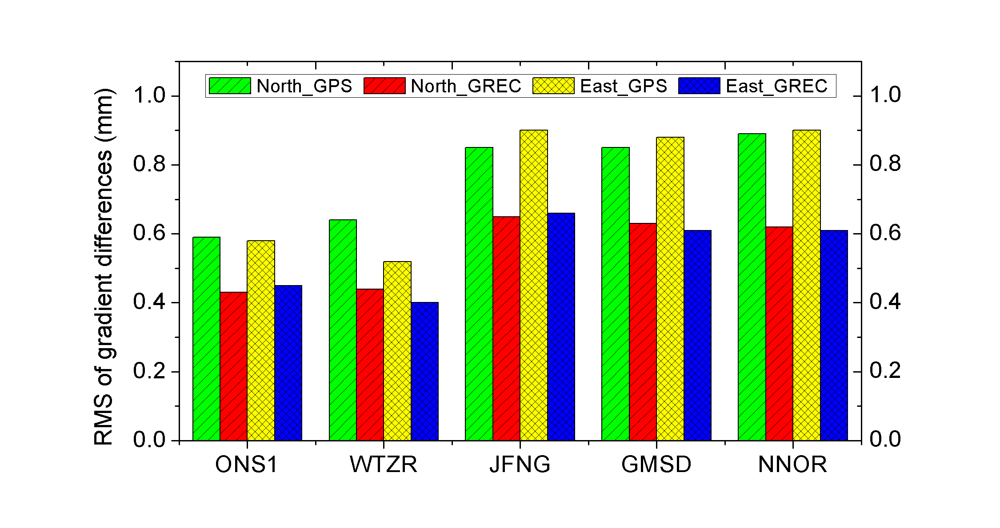 North_GPS North_GREC East_GPS East_GREC
RMS of gradient differences (mm)
1.0 1.0
0.8 0.8
0.6 0.6
0.4 0.4
0.2 0.2
0.0 0.0
ONS1 WTZR JFNG GMSD NNOR